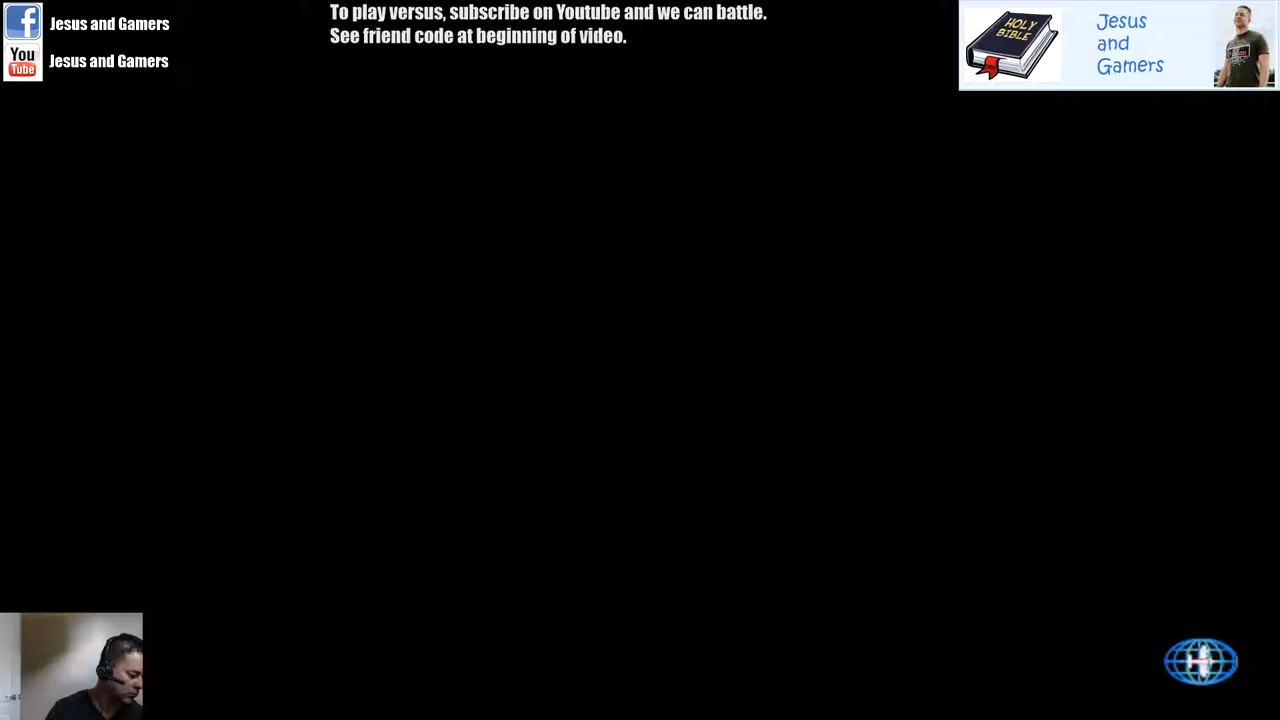 Jesus and Gamers
You
Tube
Jesus and Gamers
To play versus, subscribe on Youtube and we can battle.
See friend code at beginning of video.
HOLY
BIBLE
Jesus
and
Gamers